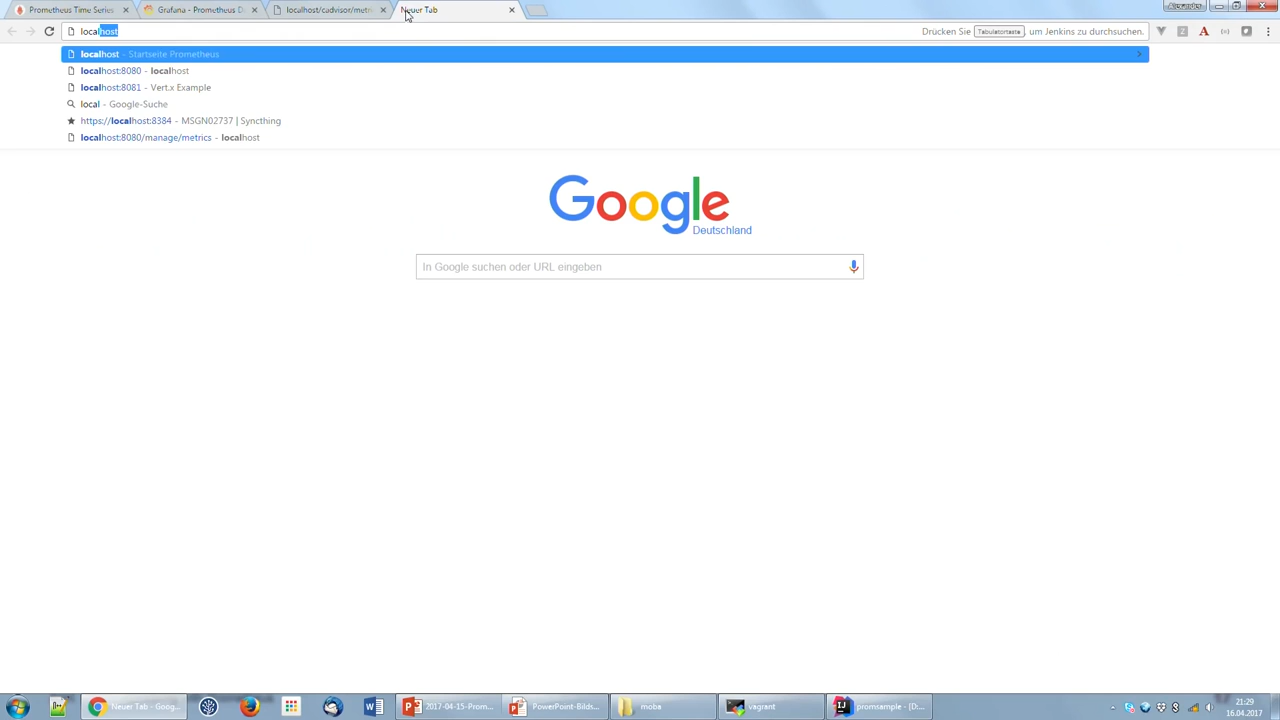 Prometheus Time Series
Grafana - Prometheus D
localhost/cadvisor/metri
Neuer Tab
Alexander
localhost
Drücken Sie Tabulatortaste, um Jenkins zu durchsuchen.
localhost - Startseite Prometheus
localhost:8080 - localhost
localhost:8081 - Vert.x Example
local - Google-Suche
https://localhost:8384 - MSGN02737 | Syncthing
localhost:8080/manage/metrics - localhost
Google
Deutschland
In Google suchen oder URL eingeben
Neuer Tab - Goog...
2017-04-15-Prom...
PowerPoint-Bilds...
moba
vagrant
promsample - [D:...
21:29
16.04.2017